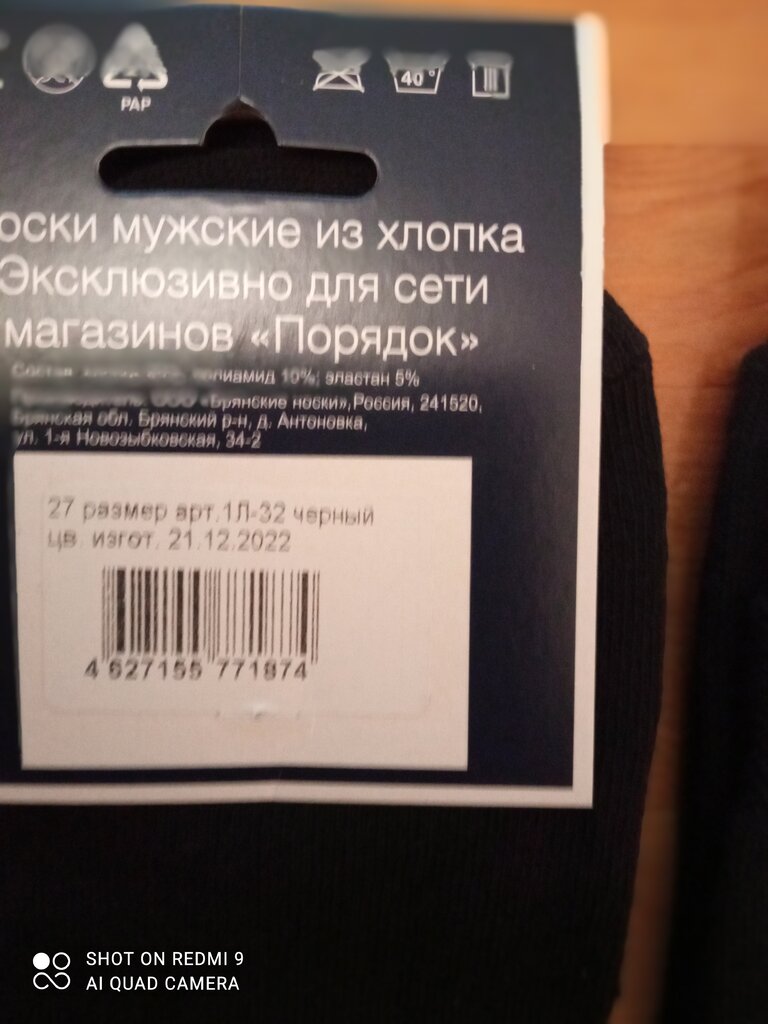 PAP
40°
оски мужские из хлопка
Эксклюзивно для сети
магазинов «Порядок»
Состав: полиамид 10%; эластан 5%
ООО «Брянские носки», Россия, 241520,
Брянская обл. Брянский р-н, д. Антоновка,
ул. 1-я Новозыбковская, 34-2
27 размер арт.1Л-32 черный
цв. изгот. 21.12.2022
4 627155 771874
SHOT ON REDMI 9
AI QUAD CAMERA